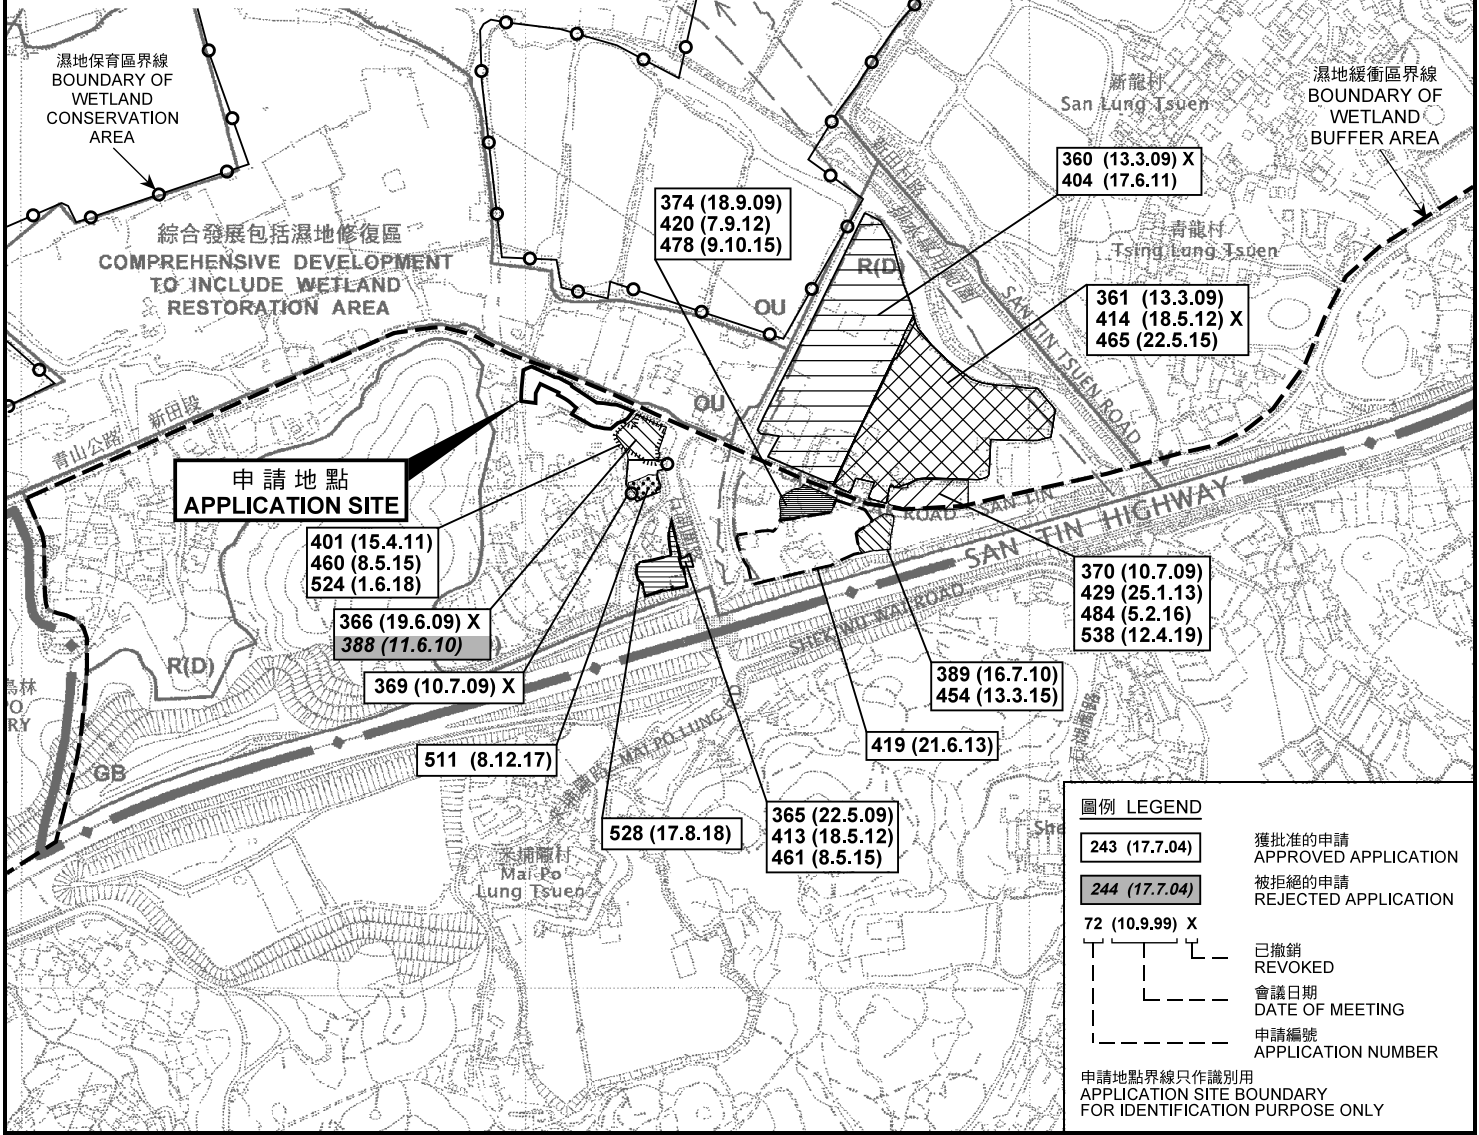 濕地保育區界線
BOUNDARY OF
WETLAND
CONSERVATION
AREA
濕地緩衝區界線
BOUNDARY OF
WETLAND
BUFFER AREA
新龍村
San Lung Tsuen
360 (13.3.09) X
404 (17.6.11)
374 (18.9.09)
420 (7.9.12)
478 (9.10.15)
青龍村
Tsing Lung Tsuen
綜合發展包括濕地修復區
COMPREHENSIVE DEVELOPMENT
TO INCLUDE WETLAND
RESTORATION AREA
R(D)
OU
361 (13.3.09)
414 (18.5.12) X
465 (22.5.15)
SAN TIN TSUEN ROAD
OU
青山公路
新田段
申請地點
APPLICATION SITE
ROAD
SAN TIN
SAN TIN HIGHWAY
401 (15.4.11)
460 (8.5.15)
524 (1.6.18)
366 (19.6.09) X
388 (11.6.10)
369 (10.7.09) X
370 (10.7.09)
429 (25.1.13)
484 (5.2.16)
538 (12.4.19)
SHEK WU WAI ROAD
R(D)
389 (16.7.10)
454 (13.3.15)
419 (21.6.13)
511 (8.12.17)
MAI PO LUNG RD
GB
528 (17.8.18)
365 (22.5.09)
413 (18.5.12)
461 (8.5.15)
米埔隴村
Mai Po
Lung Tsuen
She
圖例 LEGEND
243 (17.7.04)
獲批准的申請
APPROVED APPLICATION
244 (17.7.04)
被拒絕的申請
REJECTED APPLICATION
72 (10.9.99) X
已撤銷
REVOKED
會議日期
DATE OF MEETING
申請編號
APPLICATION NUMBER
申請地點界線只作識別用
APPLICATION SITE BOUNDARY
FOR IDENTIFICATION PURPOSE ONLY